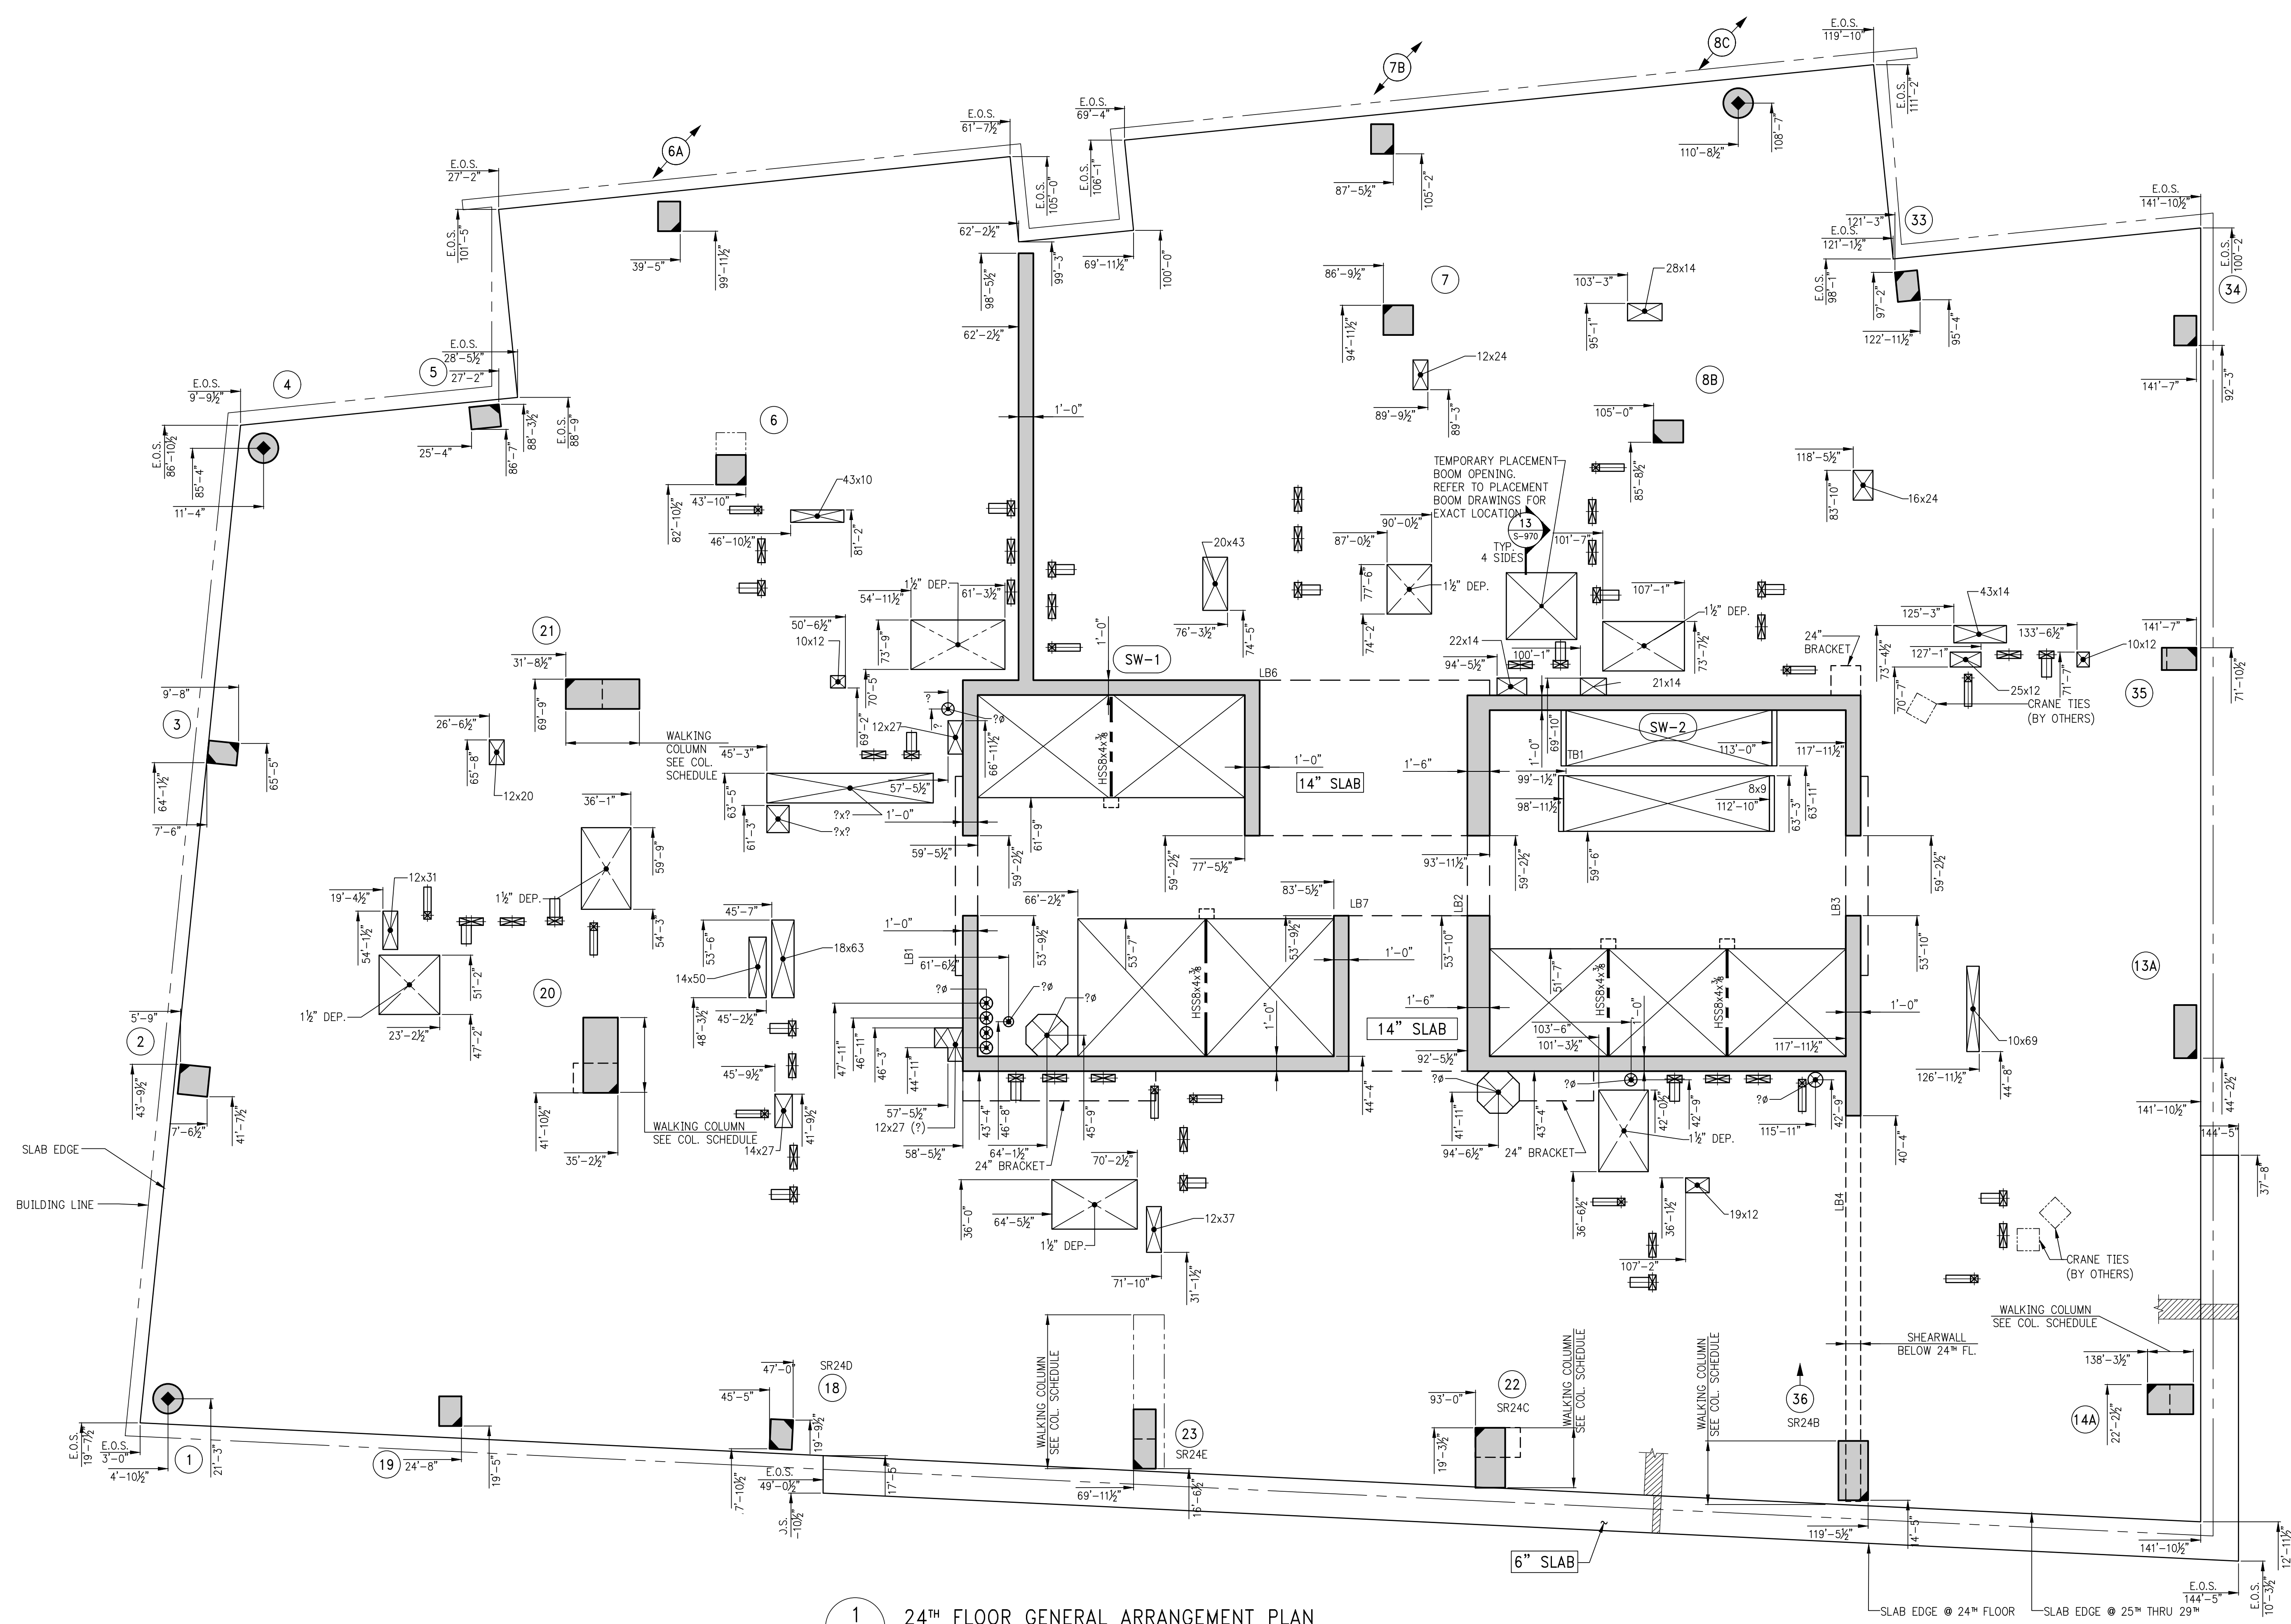 E.O.S.
119'-10"
8C
7B
E.O.S.
111'-2"
E.O.S.
69'-4"
E.O.S.
61'-7½"
6A
108'-7"
110'-8½"
E.O.S.
27'-2"
E.O.S.
105'-0"
E.O.S.
106'-1"
87'-5½"
105'-2"
E.O.S.
141'-10½"
E.O.S.
101'-5"
39'-5"
99'-11½"
62'-2½"
99'-3"
69'-11½"
100'-0"
121'-3"
33
E.O.S.
121'-1½"
E.O.S.
100'-2"
34
98'-5½"
86'-9½"
7
103'-3"
28x14
E.O.S.
98'-1"
97'-2"
122'-11½"
95'-4"
62'-2½"
94'-11½"
95'-1"
E.O.S.
28'-5½"
5
27'-2"
4
E.O.S.
9'-9½"
12x24
89'-9½"
89'-3"
8B
141'-7"
92'-3"
1'-0"
6
105'-0"
E.O.S.
86'-10½"
85'-4"
11'-4"
25'-4"
86'-7"
88'-3½"
E.O.S.
88'-9"
85'-8½"
118'-5½"
83'-10"
16x24
TEMPORARY PLACEMENT
BOOM OPENING.
REFER TO PLACEMENT
BOOM DRAWINGS FOR
EXACT LOCATION
13
S-970
TYP.
4 SIDES
82'-10½"
43'-10"
43x10
46'-10½"
81'-2"
20x43
87'-0½"
90'-0½"
101'-7"
77'-6"
1½" DEP.
74'-2"
76'-3½"
74'-5"
107'-1"
1½" DEP.
73'-7½"
1½" DEP.
54'-11½"
61'-3½"
73'-9"
70'-5"
50'-6½"
10x12
69'-2"
1'-0"
SW-1
LB6
22x14
94'-5½"
100'-1"
21x14
24"
BRACKET
125'-3"
43x14
133'-6½"
10x12
73'-4½"
127'-1"
70'-7"
25x12
71'-7"
CRANE TIES
(BY OTHERS)
141'-7"
71'-10½"
35
21
31'-8½"
69'-9"
WALKING
COLUMN
SEE COL.
SCHEDULE
9'-8"
3
64'-1½"
65'-5"
7'-6"
26'-6½"
65'-8"
12x20
?
?
?ø
12x27
66'-11½"
45'-3"
63'-5"
61'-3"
57'-5½"
?x?
?x?
1'-0"
HSS8x4x⅜
1'-0"
14" SLAB
1'-6"
1'-0"
69'-10"
TB1
SW-2
113'-0"
117'-11½"
99'-1½"
98'-11½"
8x9
112'-10"
63'-3"
63'-11"
59'-6"
59'-5½"
59'-2½"
61'-9"
59'-2½"
77'-5½"
93'-11½"
59'-2½"
59'-2½"
36'-1"
59'-9"
54'-3"
1½" DEP.
19'-4½"
12x31
54'-1½"
51'-2"
1½" DEP.
23'-2½"
47'-2"
20
45'-7"
53'-6"
18x63
14x50
45'-2½"
48'-3½"
1'-0"
LB1
61'-6½"
53'-9½"
66'-2½"
53'-7"
83'-5½"
53'-9½"
LB7
1'-0"
HSS8x4x⅜
1'-0"
LB2
53'-10"
1'-6"
14" SLAB
51'-7"
HSS8x4x⅜
HSS8x4x⅜
103'-6"
101'-3½"
1'-0"
117'-11½"
LB3
53'-10"
1'-0"
13A
10x69
126'-11½"
44'-8"
141'-10½"
44'-2½"
144'-5"
37'-8"
?ø
?ø
?ø
47'-11"
46'-11"
46'-3"
44'-11"
57'-5½"
12x27 (?)
58'-5½"
43'-4"
46'-8"
64'-1½"
24" BRACKET
45'-9"
44'-4"
92'-5½"
?ø
41'-11"
94'-6½"
43'-4"
24" BRACKET
42'-0½"
42'-9"
1½" DEP.
?ø
115'-11"
42'-9"
40'-4"
5'-9"
2
43'-9½"
7'-6½"
41'-7½"
SLAB EDGE
BUILDING LINE
41'-10½"
35'-2½"
WALKING COLUMN
SEE COL. SCHEDULE
45'-9½"
41'-9½"
14x27
36'-0"
70'-2½"
64'-5½"
1½" DEP.
12x37
71'-10"
31'-1½"
36'-6½"
36'-1½"
19x12
107'-2"
LB4
CRANE TIES
(BY OTHERS)
WALKING COLUMN
SEE COL. SCHEDULE
138'-3½"
14A
22'-2½"
SHEARWALL
BELOW 24TH FL.
WALKING COLUMN
SEE COL. SCHEDULE
WALKING COLUMN
SEE COL. SCHEDULE
WALKING COLUMN
SEE COL. SCHEDULE
36
SR24B
22
SR24C
93'-0"
19'-3½"
23
SR24E
69'-11½"
16'-6½"
47'-0"
SR24D
18
45'-5"
19'-9½"
17'-5"
E.O.S.
49'-0½"
E.O.S.
19'-7½"
E.O.S.
3'-0"
4'-10½"
1
21'-3"
19
24'-8"
19'-5"
6" SLAB
119'-5½"
14'-5"
141'-10½"
12'-11½"
E.O.S.
144'-5"
E.O.S.
10'-3½"
SLAB EDGE @ 24TH FLOOR
SLAB EDGE @ 25TH THRU 29TH
1
24TH FLOOR GENERAL ARRANGEMENT PLAN